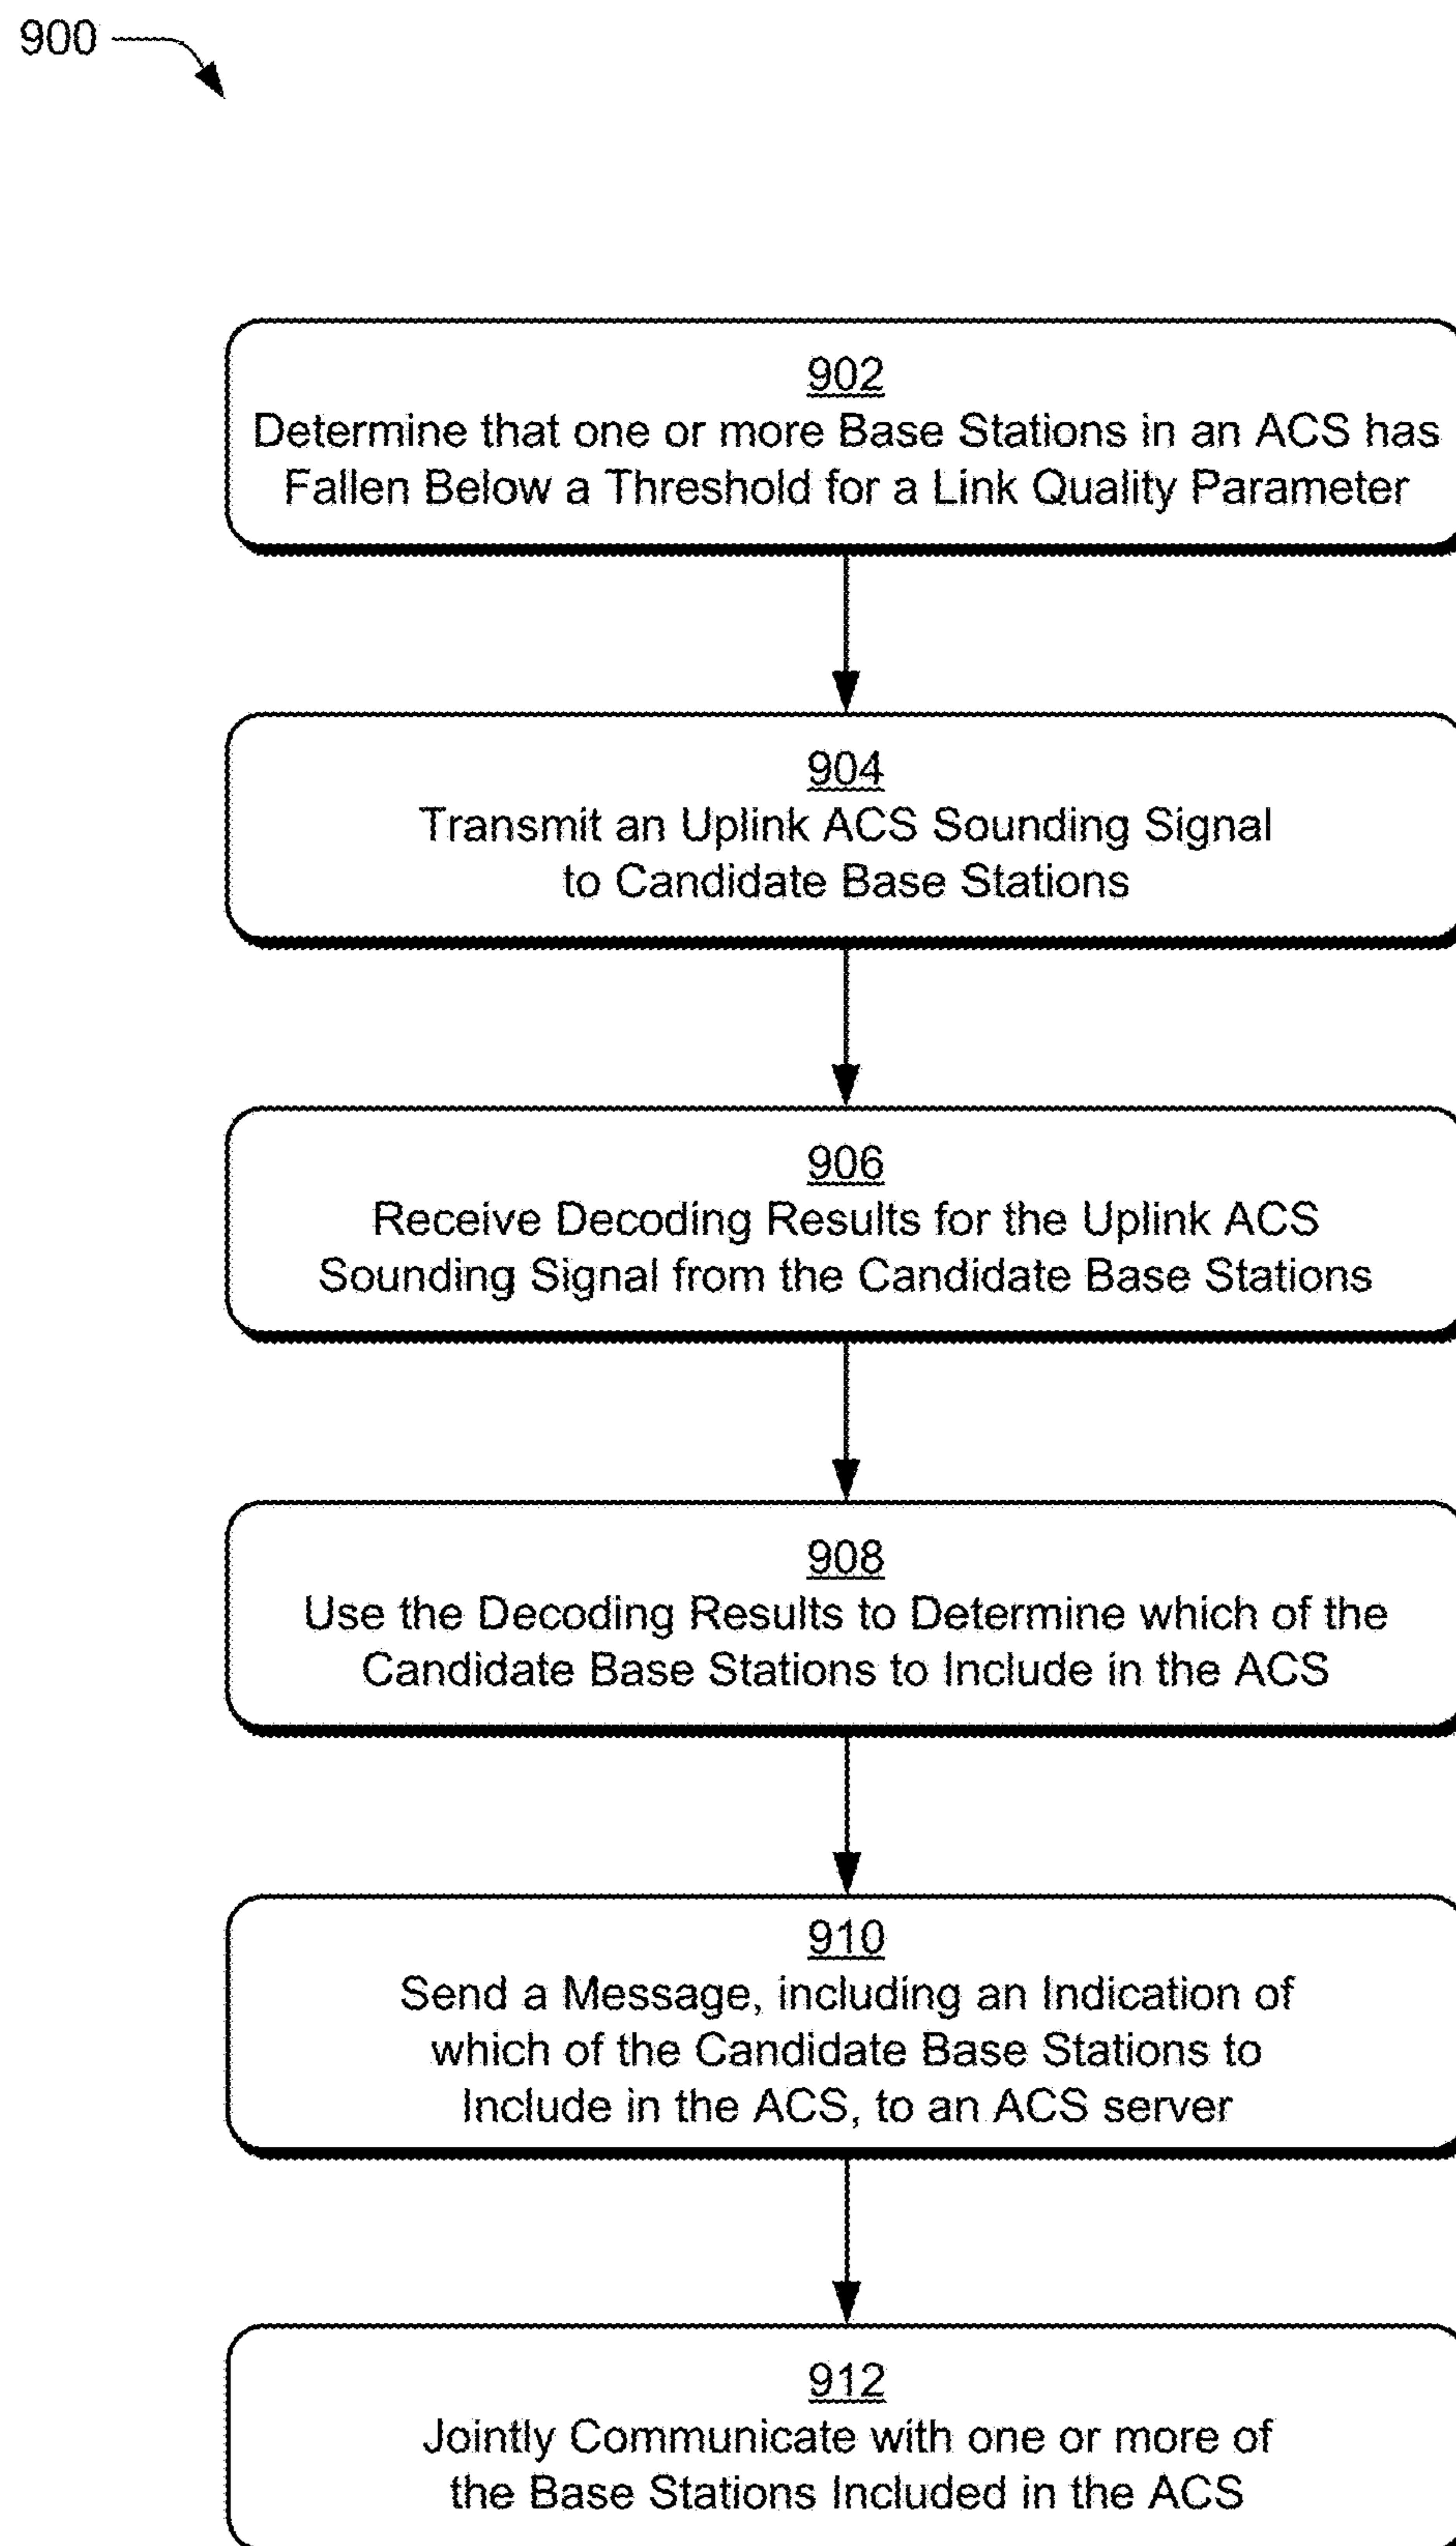 900
902
Determine that one or more Base Stations in an ACS has
Fallen Below a Threshold for a Link Quality Parameter
904
Transmit an Uplink ACS Sounding Signal
to Candidate Base Stations
906
Receive Decoding Results for the Uplink ACS
Sounding Signal from the Candidate Base Stations
908
Use the Decoding Results to Determine which of the
Candidate Base Stations to Include in the ACS
910
Send a Message, including an Indication of
which of the Candidate Base Stations to
Include in the ACS, to an ACS server
912
Jointly Communicate with one or more of
the Base Stations Included in the ACS